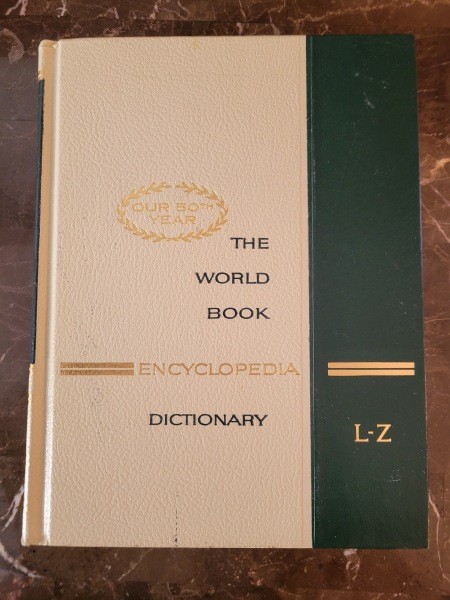 OUR 50TH
YEAR
THE
WORLD
BOOK
ENCYCLOPEDIA
DICTIONARY
L-Z